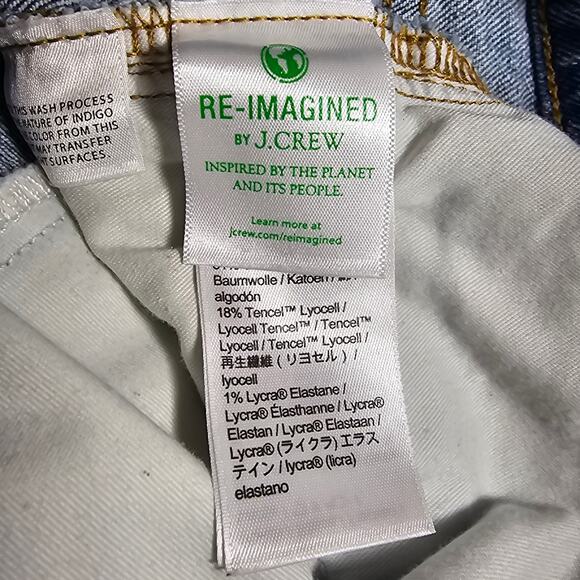 THIS WASH PROCESS
NATURE OF INDIGO
COLOR FROM THIS
MAY TRANSFER
SURFACES.
RE-IMAGINED
BY J.CREW
INSPIRED BY THE PLANET
AND ITS PEOPLE.
Learn more at
jcrew.com/reimagined
Baumwolle / Katoen /
algodón
18% Tencel™ Lyocell /
Lyocell Tencel™ / Tencel™
Lyocell / Tencel™ Lyocell /
再生繊維 (リヨセル) /
lyocell
1% Lycra® Elastane /
Lycra® Élasthanne / Lycra®
Elastan / Lycra® Elastaan /
Lycra® (ライクラ) エラス
テイン / lycra® (licra)
elastano